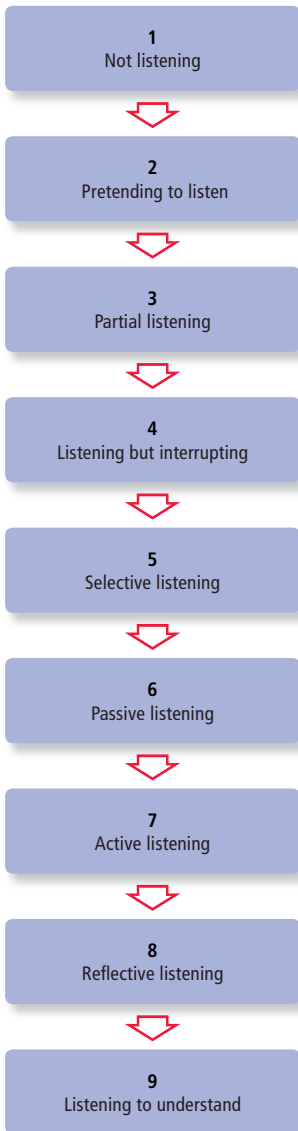 1
Not listening
2
Pretending to listen
3
Partial listening
4
Listening but interrupting
5
Selective listening
6
Passive listening
7
Active listening
8
Reflective listening
9
Listening to understand